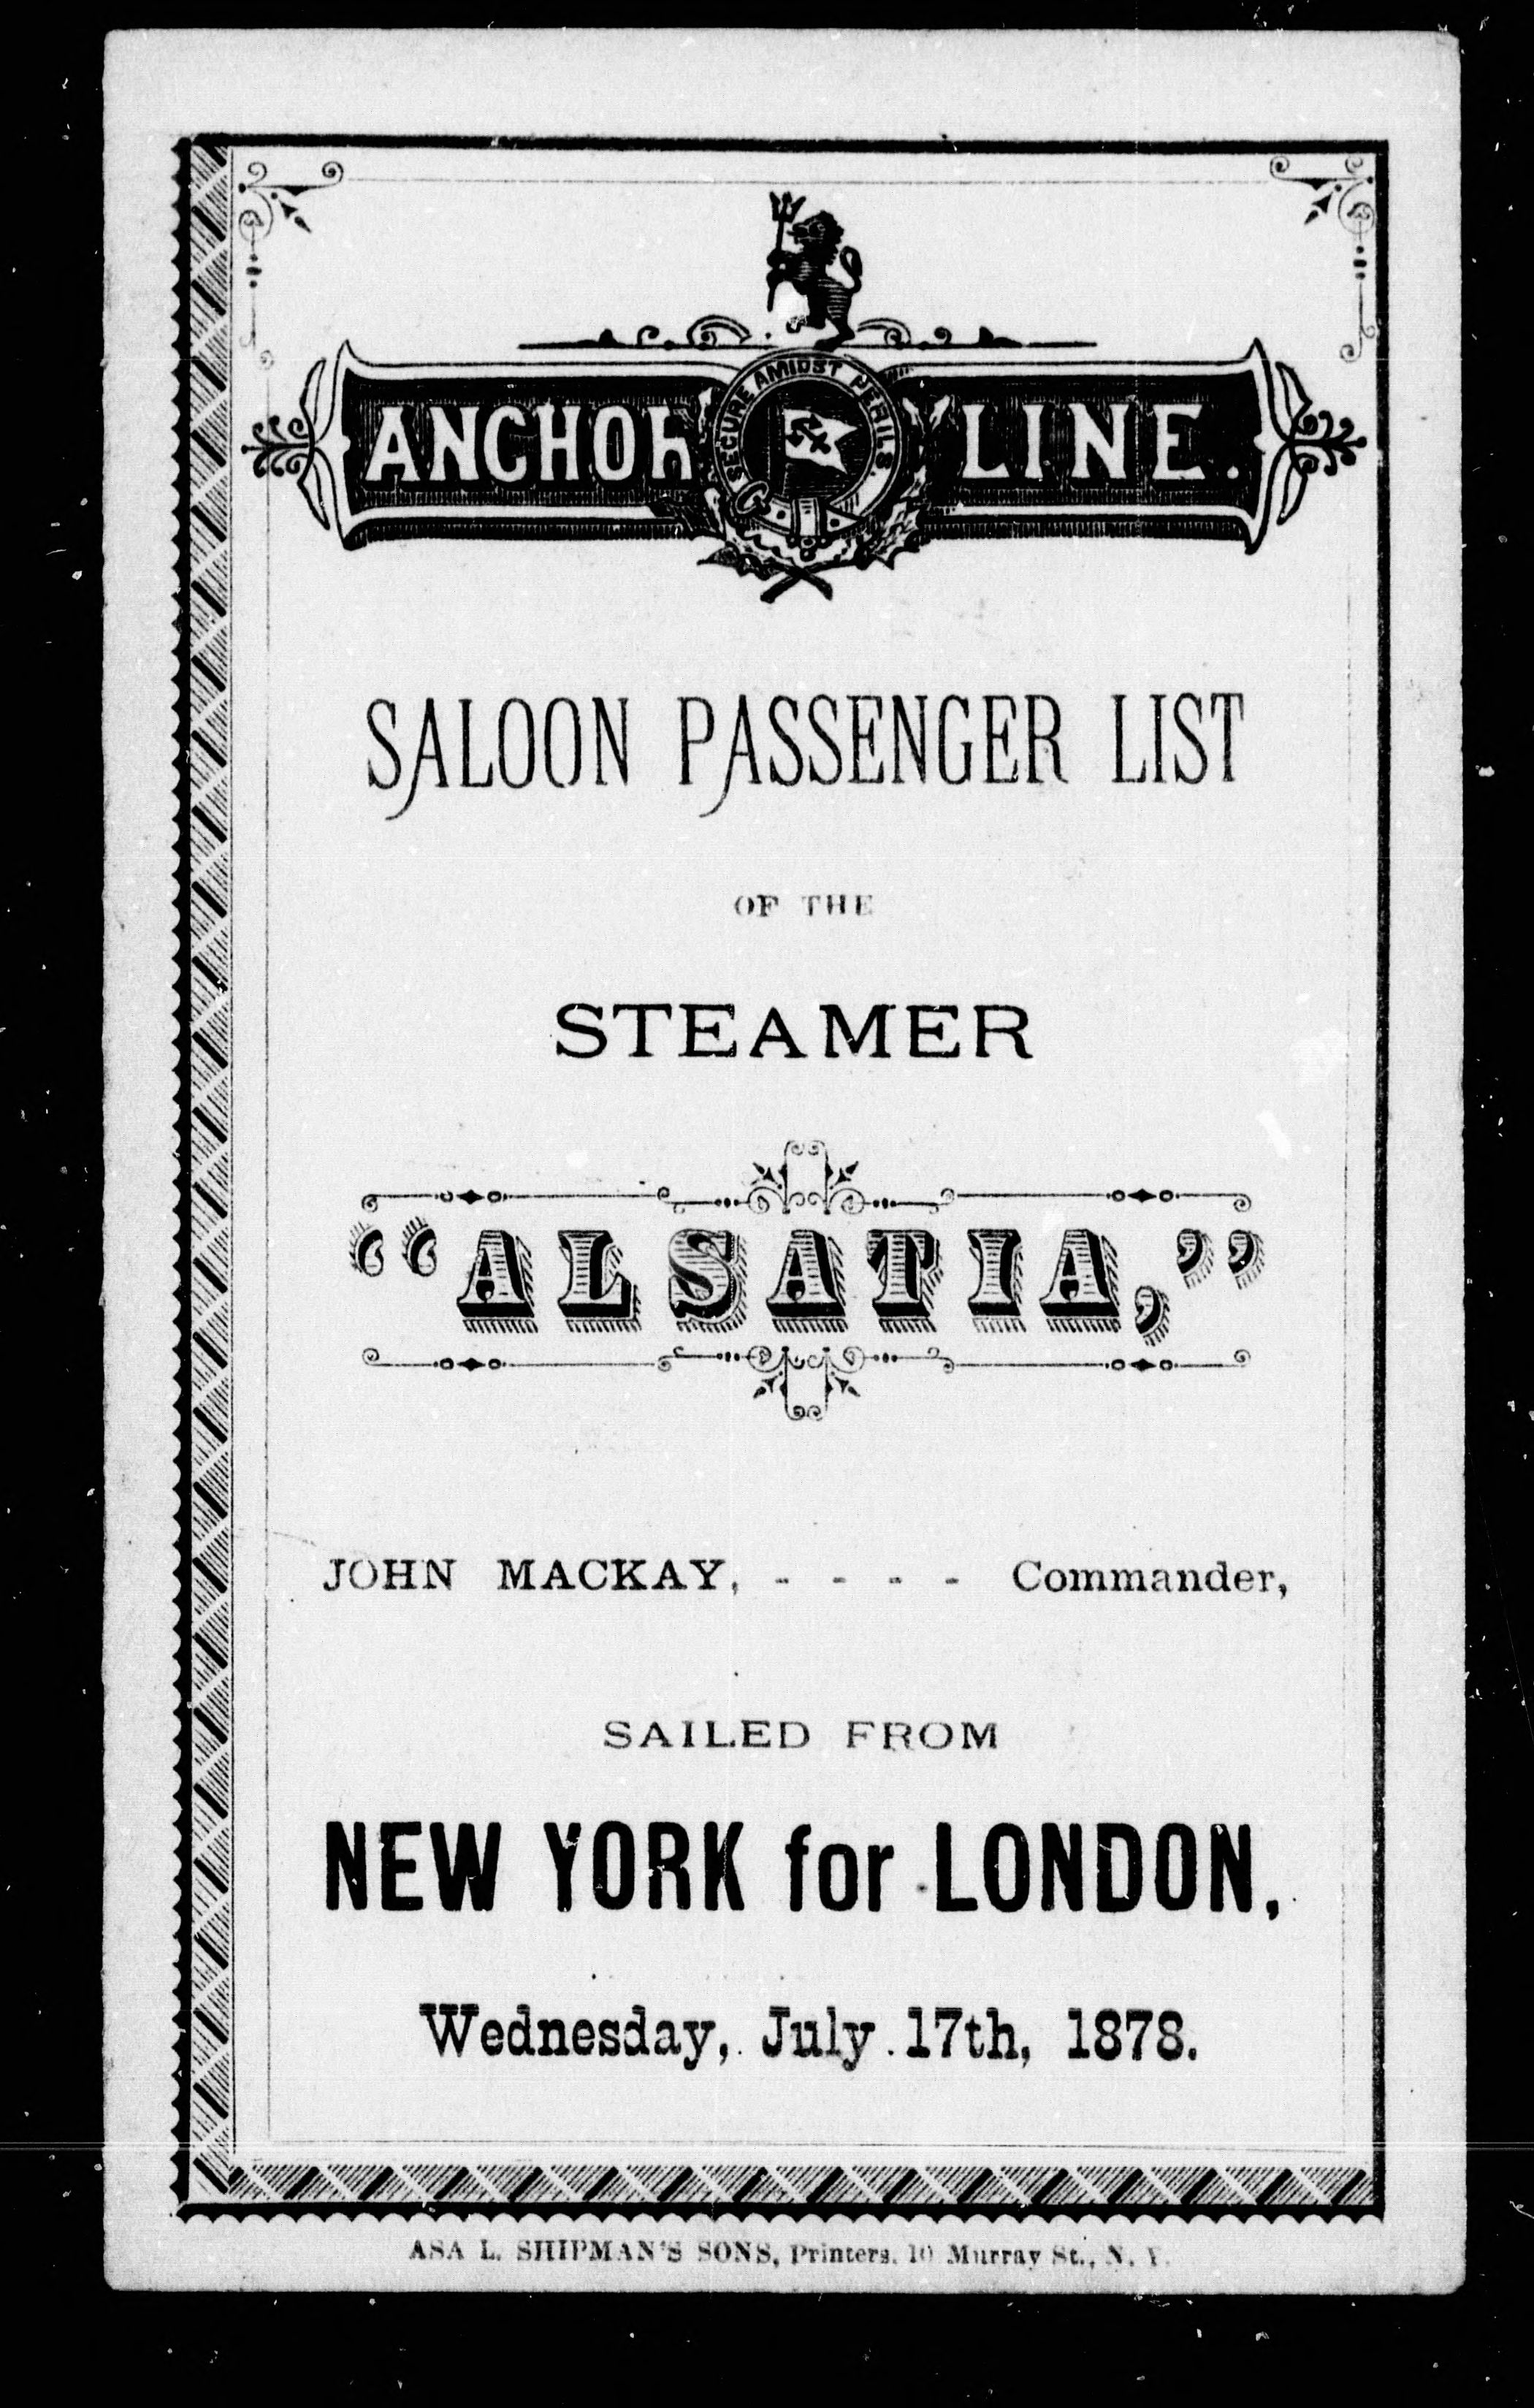 ANCHOR LINE.
SECURE AMIDST PERILS
SALOON PASSENGER LIST
OF THE
STEAMER
"ALSATIA,"
JOHN MACKAY, - - - - Commander,
SAILED FROM
NEW YORK for LONDON,
Wednesday, July 17th, 1878.
ASA L. SHIPMAN'S SONS, Printers, 10 Murray St., N. Y.